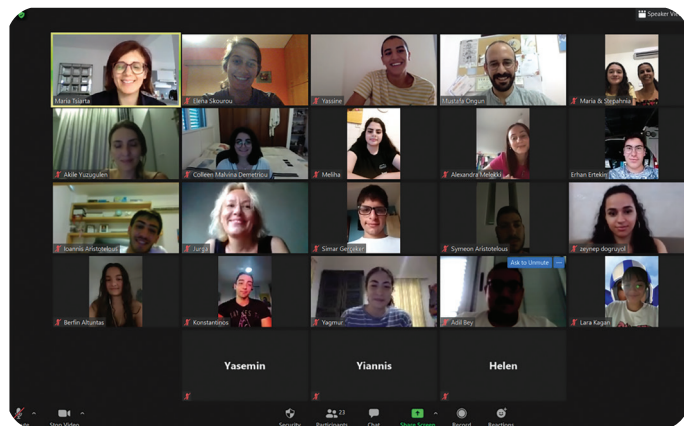 Speaker Vie
Maria Tsiarta
Elena Skourou
Yassine
Mustafa Ongun
Maria & Stephahnia
Akile Yuzugulen
Colleen Malvina Demetriou
Meliha
Alexandra Melekki
Erhan Ertekin
Ioannis Aristotelous
Jurga
Simar Gerçeker
Symeon Aristotelous
zeynep dogruyol
Ask to Unmute
Berfin Altuntas
Konstantinos
Yagmur
Adil Bey
Lara Kagan
Yasemin
Yiannis
Helen
23
Stop Video
Security
Participants
Chat
Share Screen
Record
Reactions